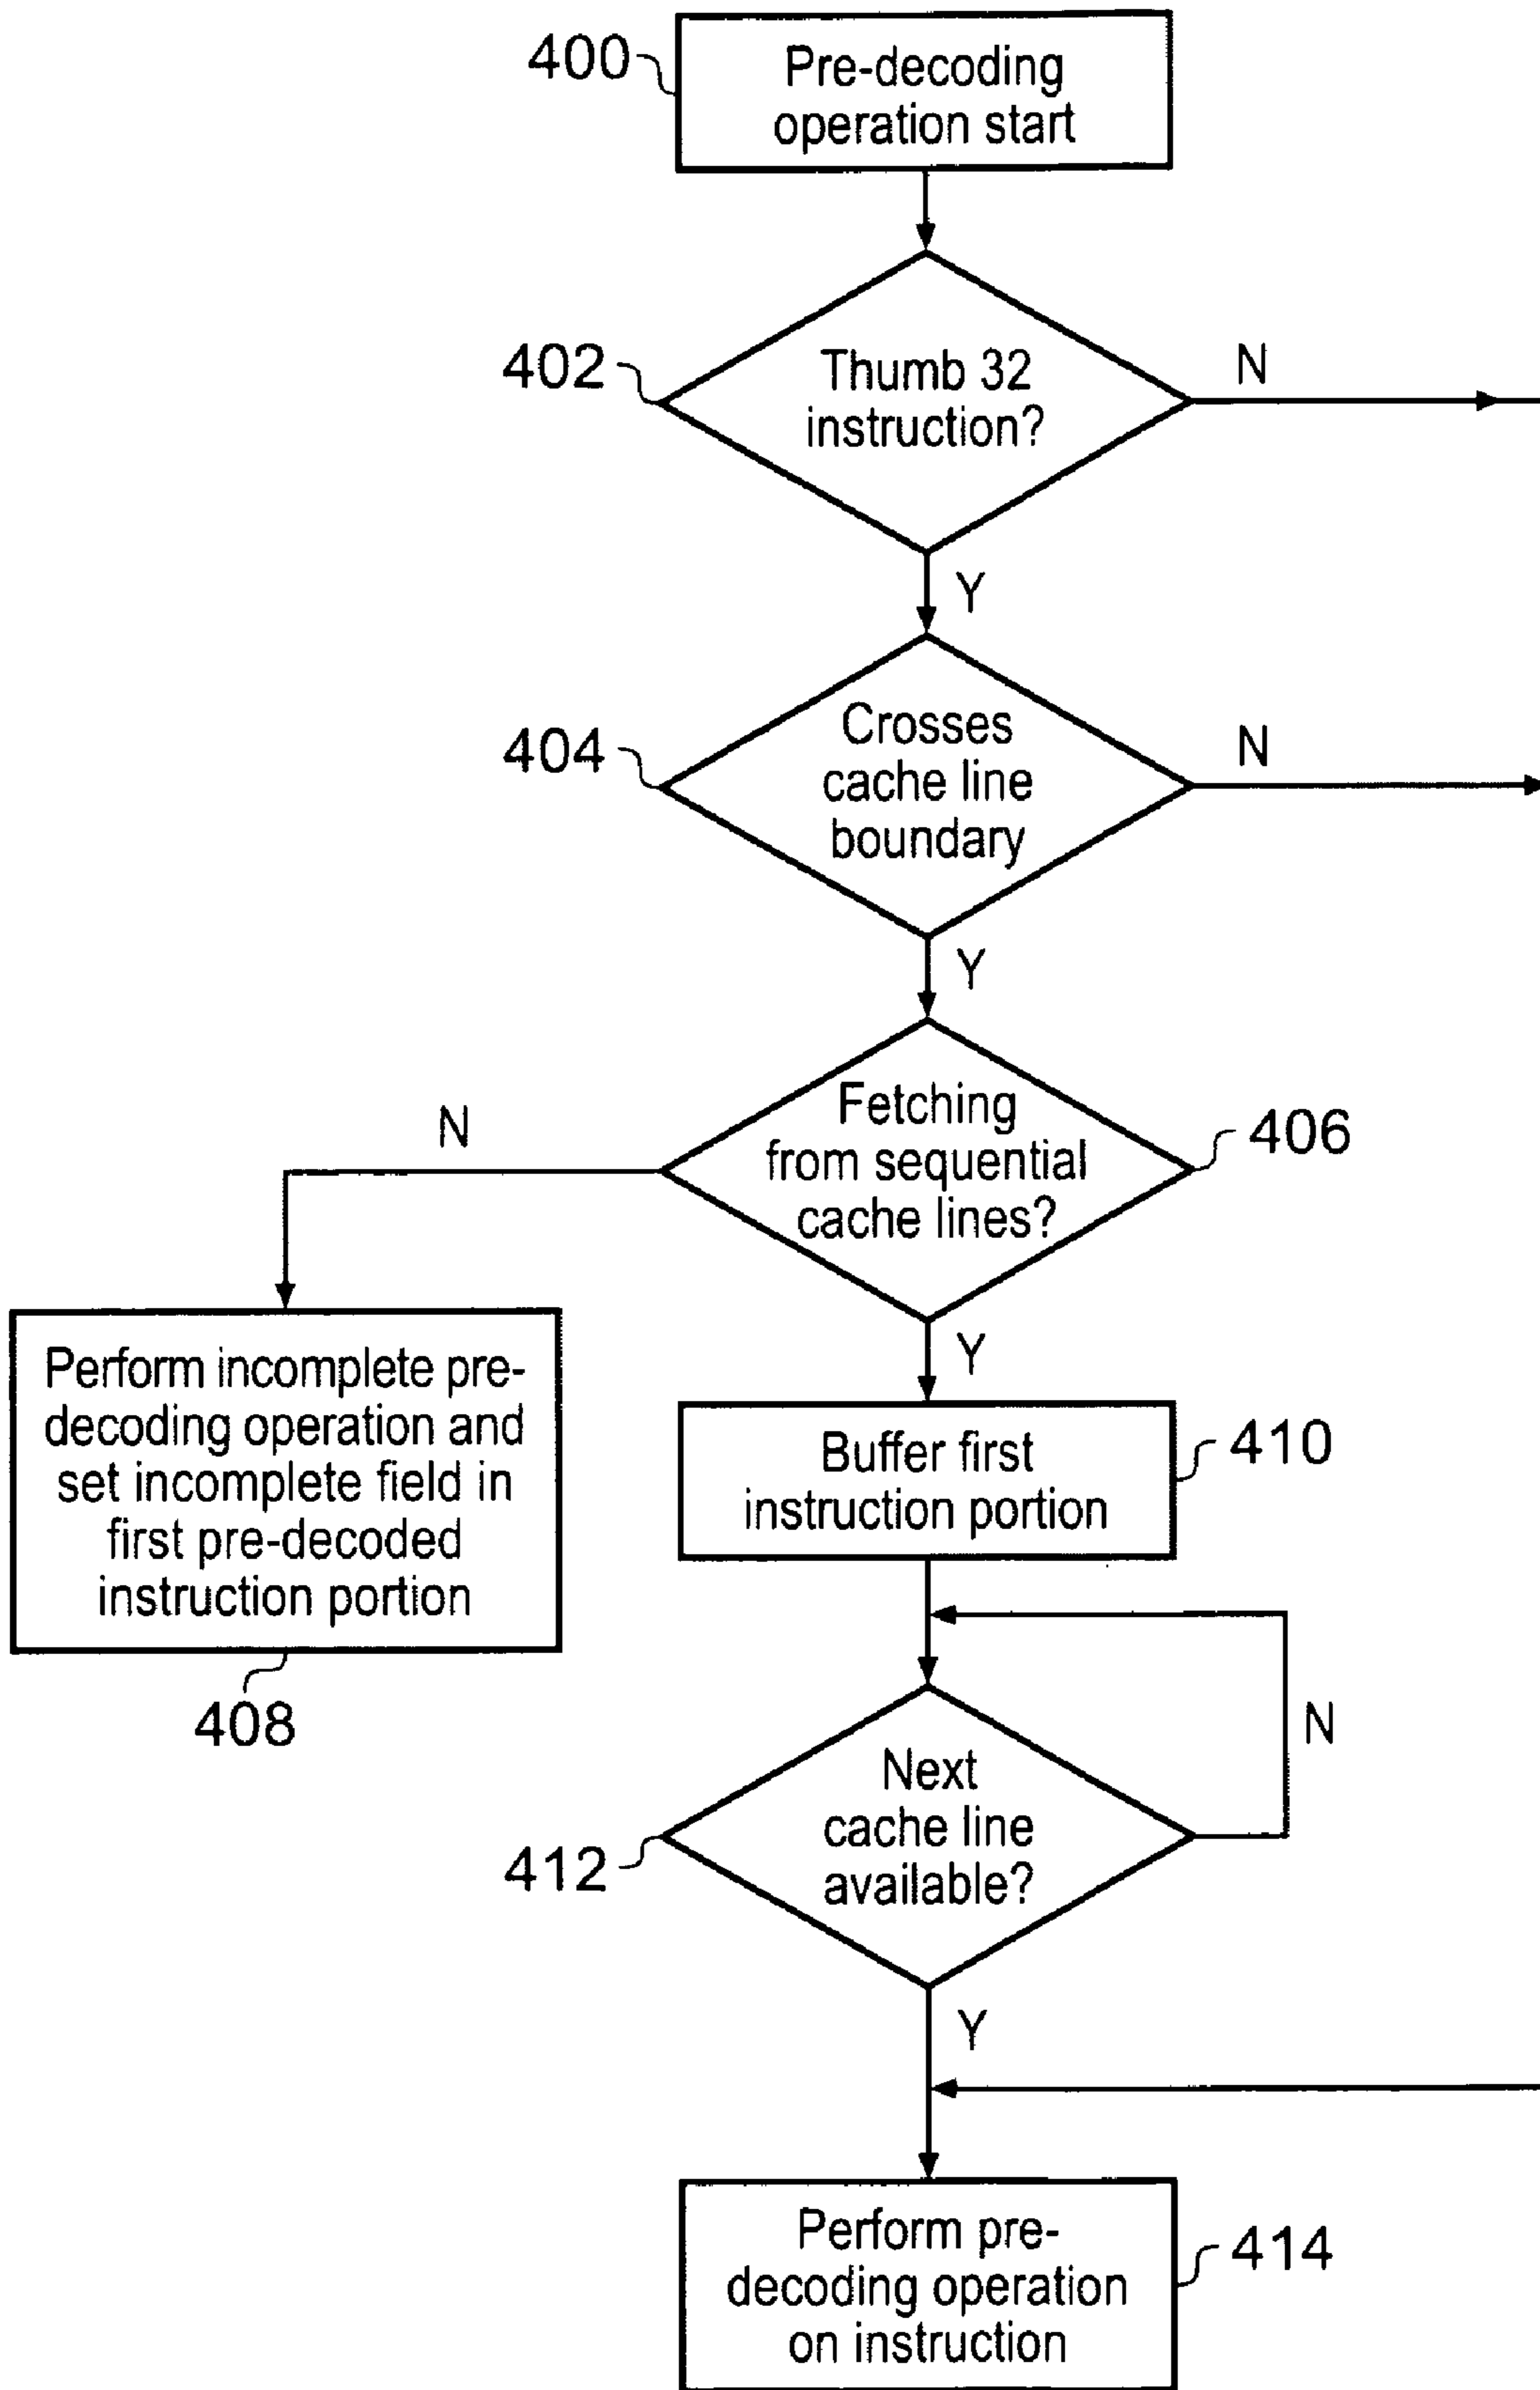 400
Pre-decoding
operation start
402
Thumb 32
instruction?
N
Y
404
Crosses
cache line
boundary
N
Y
406
Fetching
from sequential
cache lines?
N
Y
Perform incomplete pre-
decoding operation and
set incomplete field in
first pre-decoded
instruction portion
408
Buffer first
instruction portion
410
412
Next
cache line
available?
N
Y
Perform pre-
decoding operation
on instruction
414